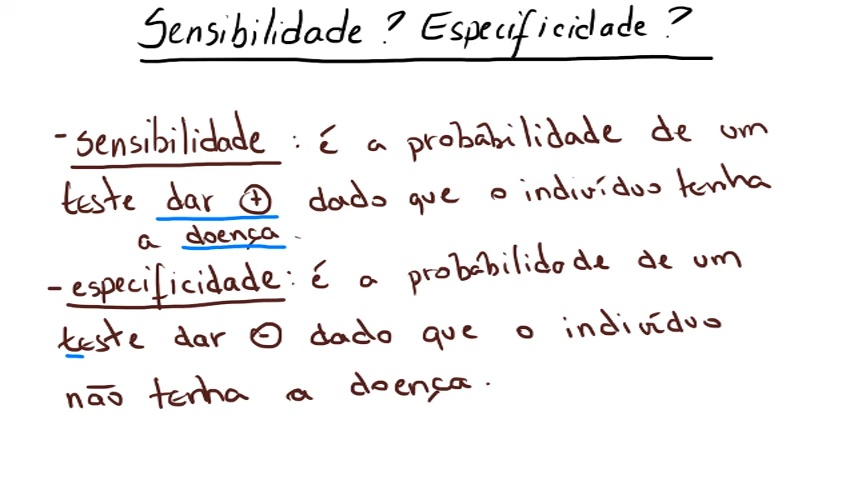 Sensibilidade ? Especificidade ?
- sensibilidade : é a probabilidade de um
teste dar ⊕ dado que o indivíduo tenha
a doença.
- especificidade : é a probabilidade de um
teste dar ⊖ dado que o indivíduo
não tenha a doença.